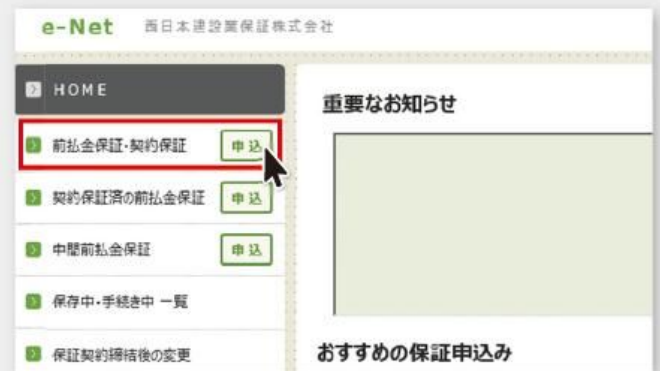 e-Net 西日本建設業保証株式会社
HOME
前払金保証・契約保証 申込
契約保証済の前払金保証 申込
中間前払金保証 申込
保存中・手続き中 一覧
保証契約締結後の変更
重要なお知らせ
おすすめの保証申込み